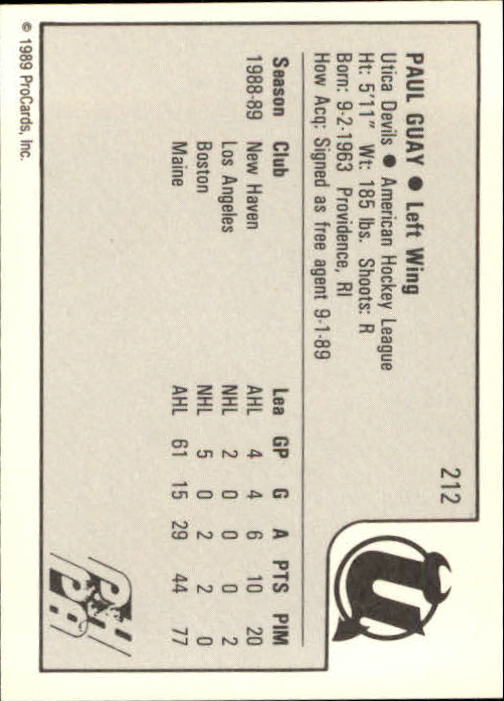 212
PAUL GUAY ● Left Wing
Utica Devils ● American Hockey League
Ht: 5'11" Wt: 185 lbs. Shoots: R
Born: 9-2-1963 Providence, RI
How Acq: Signed as free agent 9-1-89
Season Club Lea GP G A PTS PIM
1988-89 New Haven AHL 4 4 6 10 20
Los Angeles NHL 2 0 0 0 2
Boston NHL 5 0 2 2 0
Maine AHL 61 15 29 44 77
© 1989 ProCards, Inc.
U